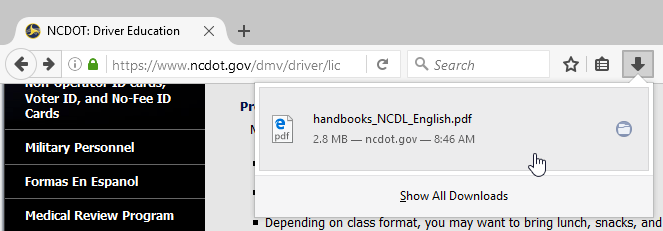 NCDOT: Driver Education
https://www.ncdot.gov/dmv/driver/lic
Search
Non-Operator ID Cards,
Voter ID, and No-Fee ID
Cards
Military Personnel
Formas En Espanol
Medical Review Program
handbooks_NCDL_English.pdf
pdf
2.8 MB — ncdot.gov — 8:46 AM
Show All Downloads
Depending on class format, you may want to bring lunch, snacks, and